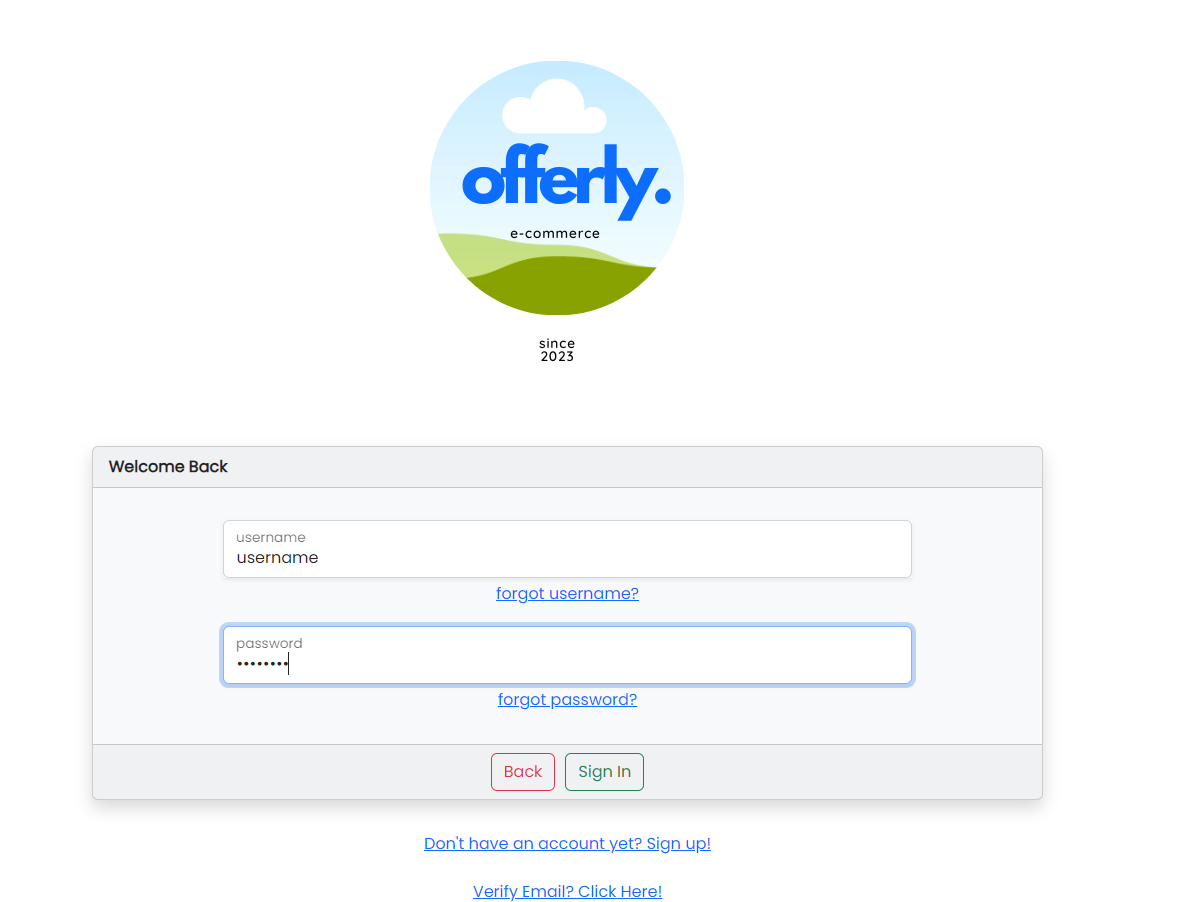 offerly.
e-commerce
since
2023
Welcome Back
username
username
forgot username?
password
••••••••
forgot password?
Back Sign In
Don't have an account yet? Sign up!
Verify Email? Click Here!